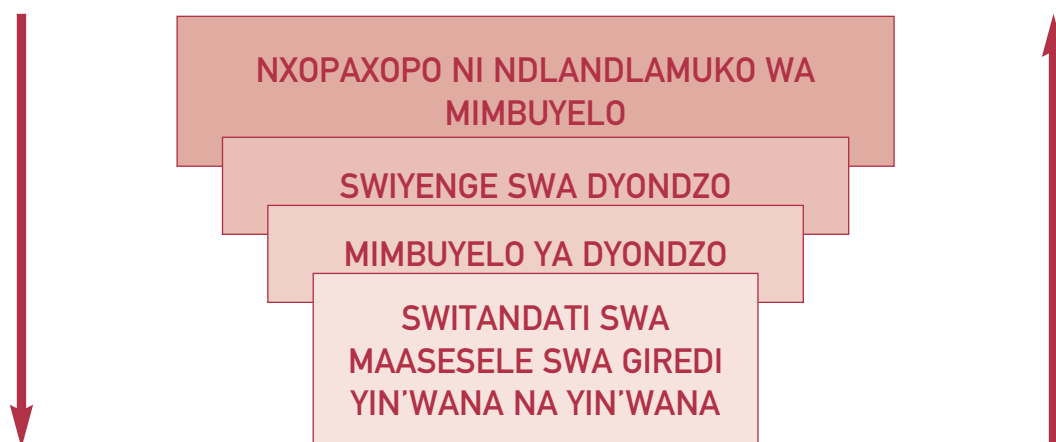 NXOPAXOPO NI NDLANDLAMUKO WA
MIMBUYELO
SWIYENGE SWA DYONDZO
MIMBUYELO YA DYONDZO
SWITANDATI SWA
MAASESELE SWA GIREDI
YIN’WANA NA YIN’WANA